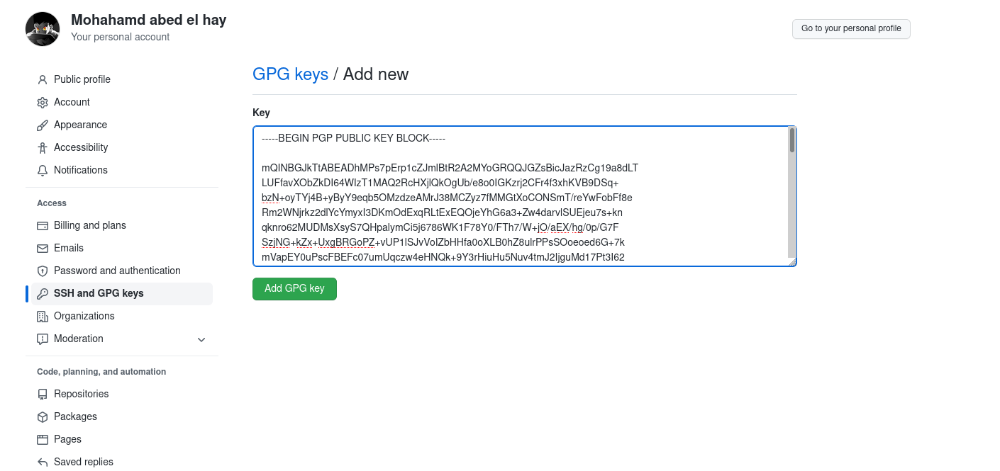 Mohahamd abed el hay
Your personal account
Go to your personal profile
Public profile
Account
Appearance
Accessibility
Notifications
Access
Billing and plans
Emails
Password and authentication
SSH and GPG keys
Organizations
Moderation
Code, planning, and automation
Repositories
Packages
Pages
Saved replies
GPG keys / Add new
Key
-----BEGIN PGP PUBLIC KEY BLOCK-----
mQINBGJkTtABEADhMPs7pErp1cZJmlBtR2A2MYoGRQQJGZsBicJazRzCg19a8dLT
LUFfavXObZkDI64WIzT1MAQ2RcHXjlQkOgUb/e8o0IGKzrj2CFr4f3xhKVB9DSq+
bzN+oyTYj4B+yByY9eqb5OMzdzeAMrJ38MCZyz7fMMGtXoCONSmT/reYwFobFf8e
Rm2WNjrkz2dlYcYmyxI3DKmOdExqRLtExEQOjeYhG6a3+Zw4darvlSUEjeu7s+kn
qknro62MUDMsXsyS7QHpalymCi5j6786WK1F78Y0/FTh7/W+jO/aEX/hg/0p/G7F
SzjNG+kZx+UxgBRGoPZ+vUP1lSJvVoIZbHHfa0oXLB0hZ8ulrPPsSOoeoed6G+7k
mVapEY0uPscFBEFc07umUqczw4eHNQk+9Y3rHiuHu5Nuv4tmJ2IjguMd17Pt3I62
Add GPG key